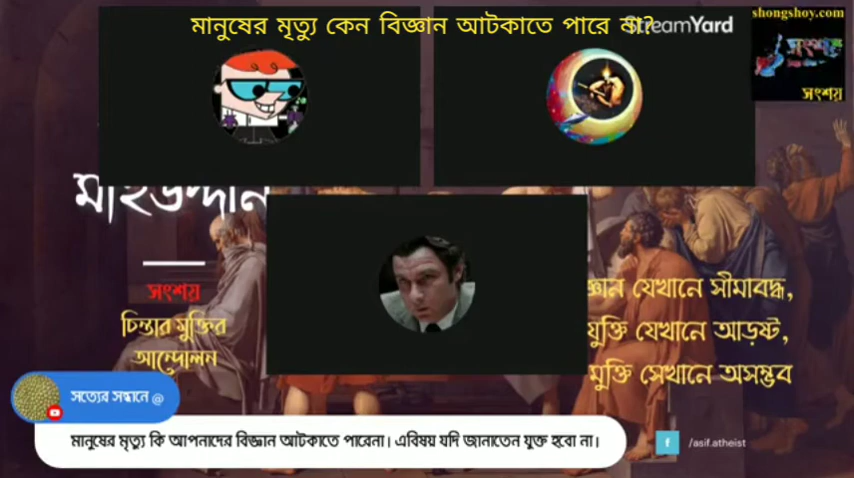 মানুষের মৃত্যু কেন বিজ্ঞান আটকাতে পারে না?
StreamYard
shongshoy.com
সংশয়
সংশয়
চিন্তার মুক্তির
আন্দোলন
যেখানে সীমাবদ্ধ,
যুক্তি যেখানে আড়ষ্ট,
মুক্তি সেখানে অসম্ভব
সত্যের সন্ধানে @
মানুষের মৃত্যু কি আপনাদের বিজ্ঞান আটকাতে পারেনা। এবিষয় যদি জানাতেন যুক্ত হবো না।
f /asif.atheist